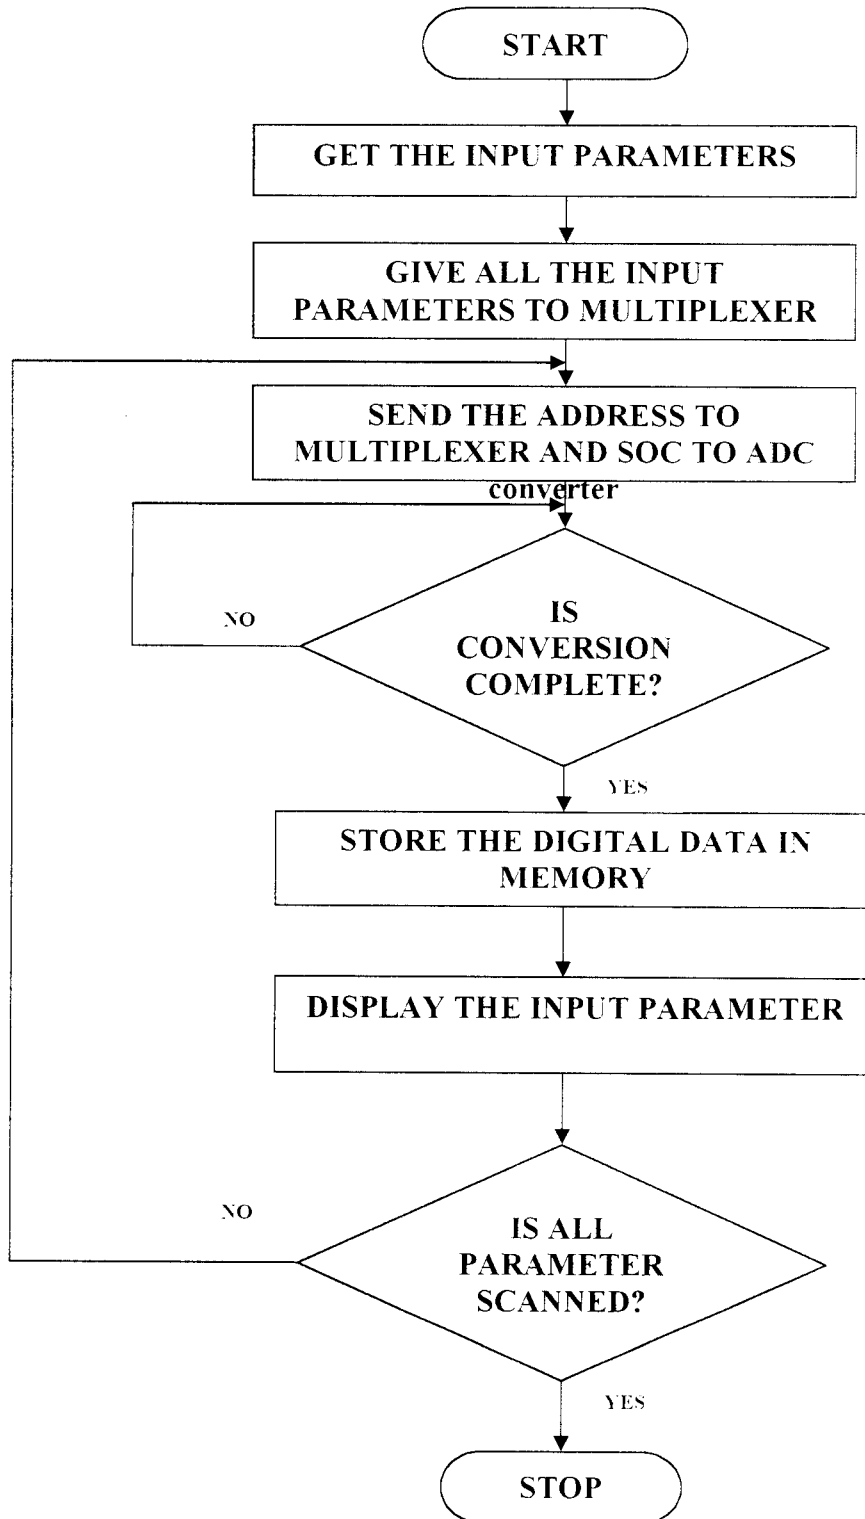 START
GET THE INPUT PARAMETERS
GIVE ALL THE INPUT
PARAMETERS TO MULTIPLEXER
SEND THE ADDRESS TO
MULTIPLEXER AND SOC TO ADC
converter
IS
CONVERSION
COMPLETE?
NO
YES
STORE THE DIGITAL DATA IN
MEMORY
DISPLAY THE INPUT PARAMETER
NO
IS ALL
PARAMETER
SCANNED?
YES
STOP